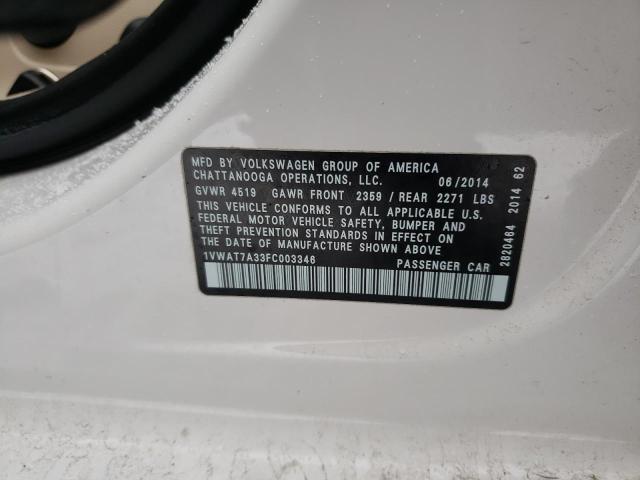 MFD BY VOLKSWAGEN GROUP OF AMERICA
CHATTANOOGA OPERATIONS, LLC. 06/2014
GVWR 4519 GAWR FRONT 2359 / REAR 2271 LBS
THIS VEHICLE CONFORMS TO ALL APPLICABLE U.S.
FEDERAL MOTOR VEHICLE SAFETY, BUMPER AND
THEFT PREVENTION STANDARDS IN EFFECT ON
THE DATE OF MANUFACTURE SHOWN ABOVE
1VWAT7A33FC003346 PASSENGER CAR
2820464 2014 62